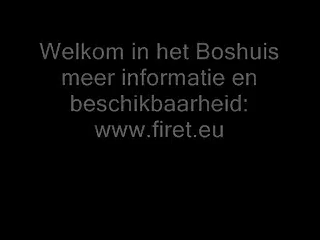 Welkom in het Boshuis
meer informatie en
beschikbaarheid:
www.firet.eu